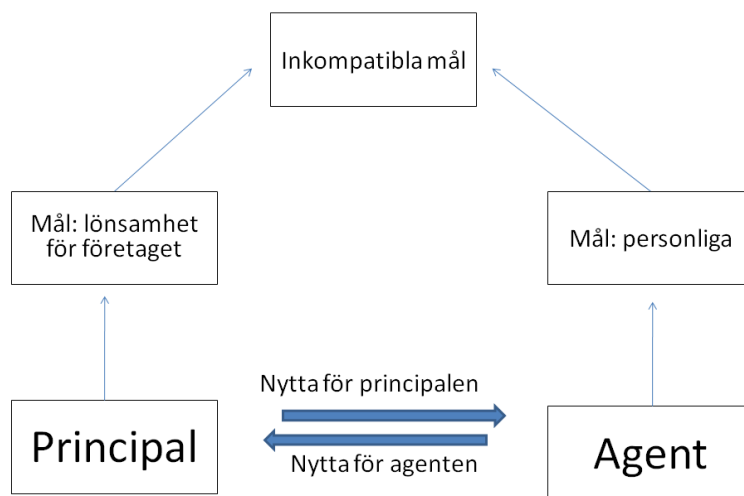 Inkompatibla mål
Mål: lönsamhet
för företaget
Mål: personliga
Nytta för principalen
Principal
Nytta för agenten
Agent